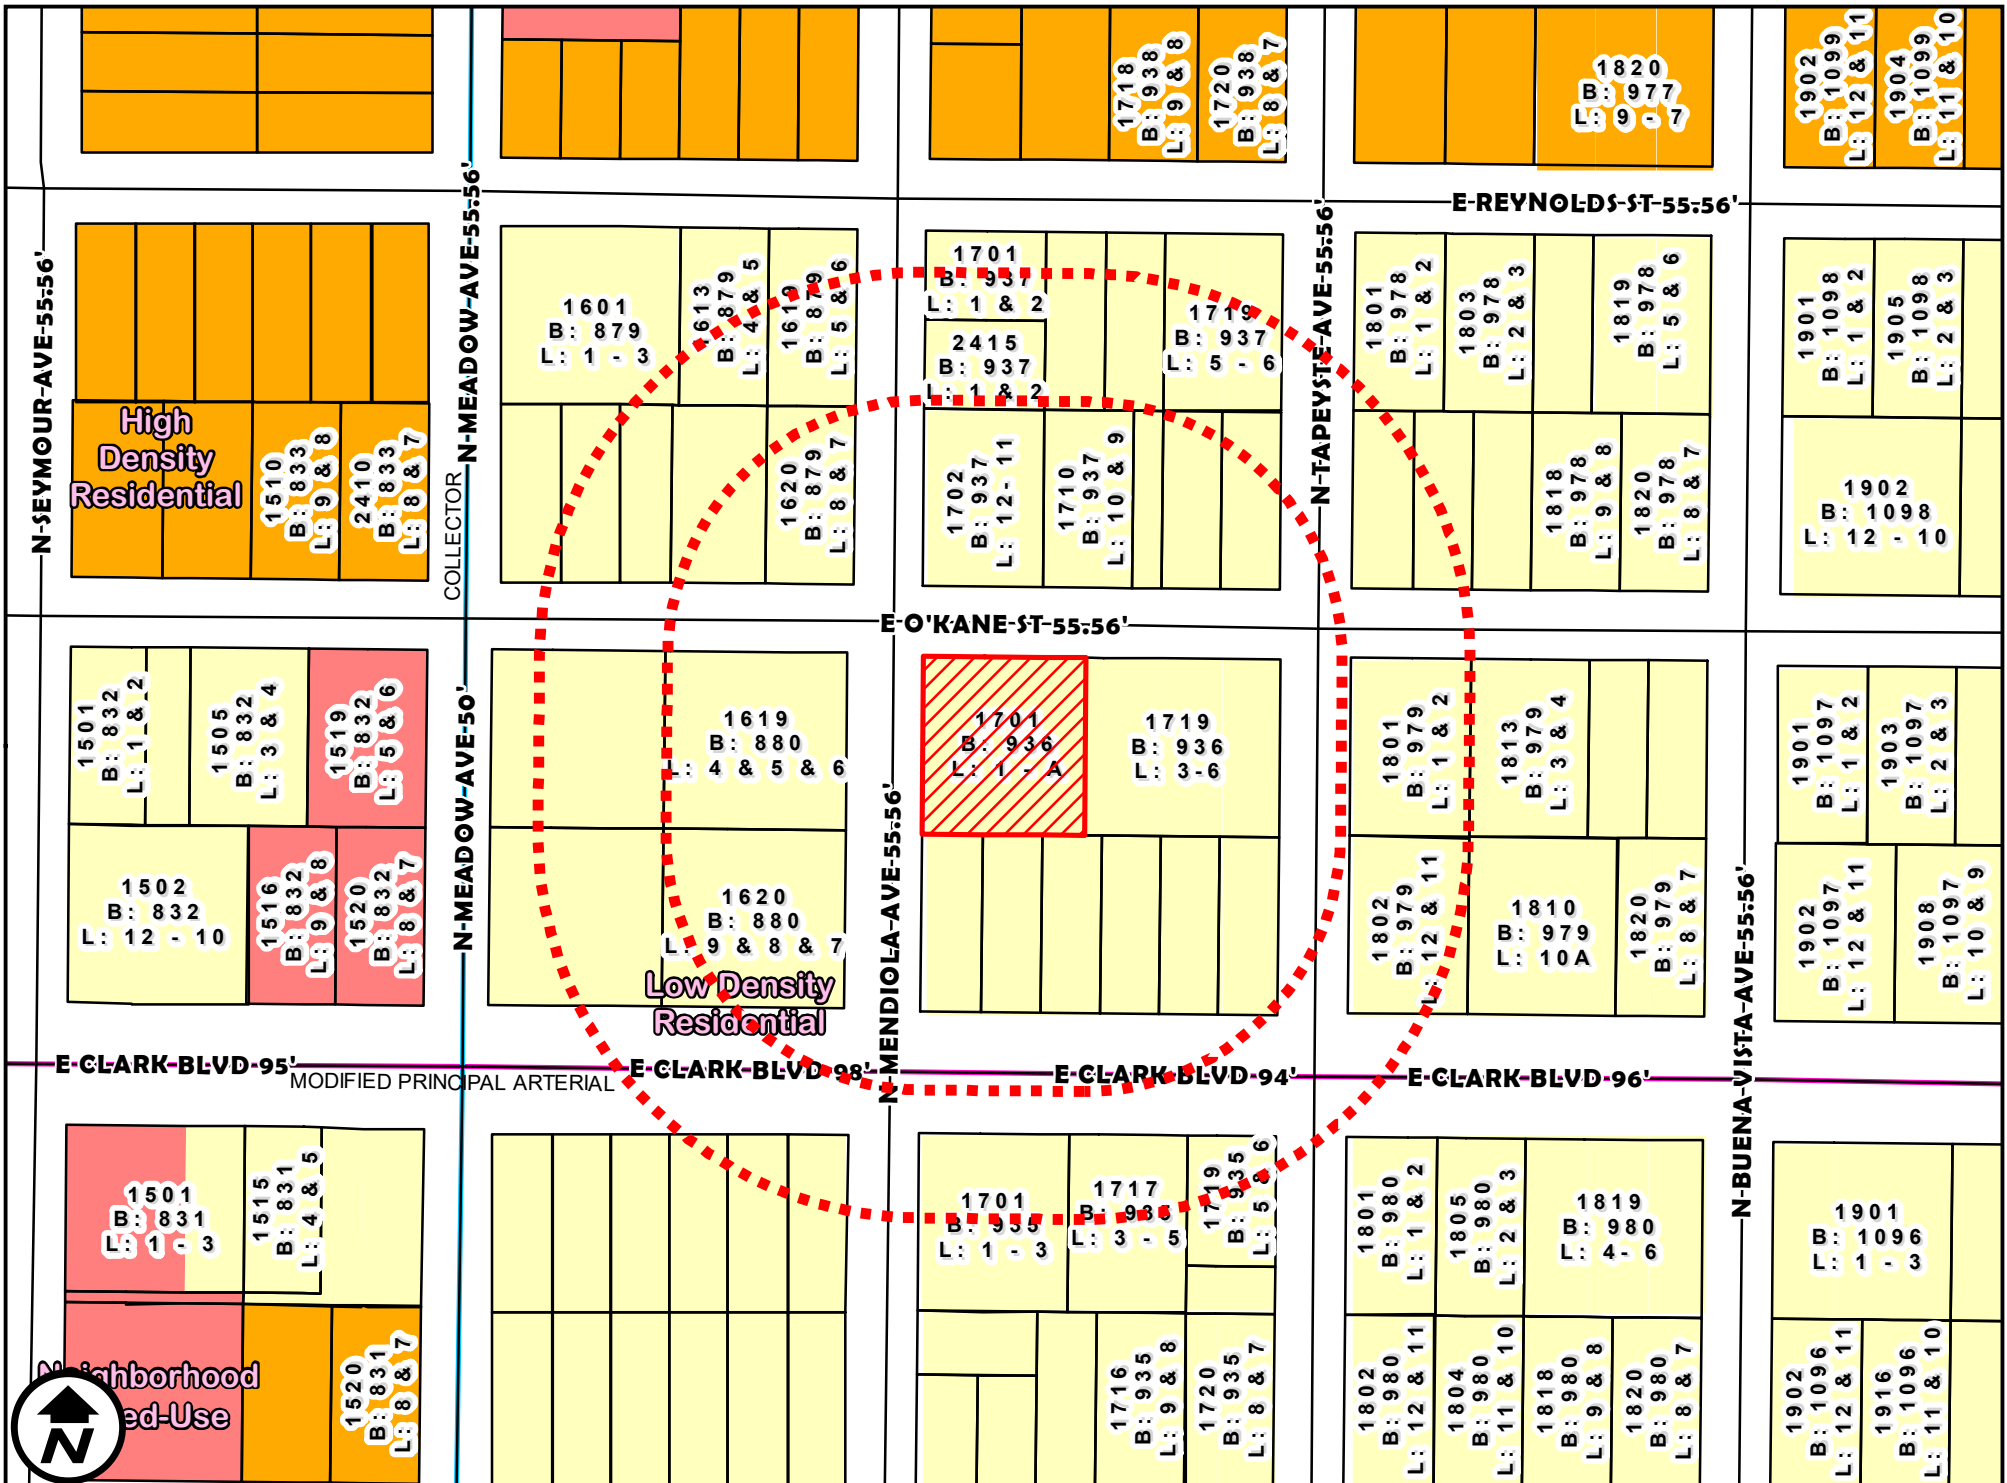 1718
B: 938
L: 9 & 8
1720
B: 938
L: 8 & 7
1820
B: 977
L: 9 - 7
1902
B: 1099
L: 12 & 11
1904
B: 1099
L: 11 & 10
E REYNOLDS ST 55.56'
N SEYMOUR AVE 55.56'
N MEADOW AVE 55.56'
N TAPEYSTE AVE 55.56'
1601
B: 879
L: 1 - 3
1613
B: 879
L: 4 & 5
1619
B: 879
L: 5 & 6
1701
B: 937
L: 1 & 2
2415
B: 937
L: 1 & 2
1719
B: 937
L: 5 - 6
1801
B: 978
L: 1 & 2
1803
B: 978
L: 2 & 3
1819
B: 978
L: 5 & 6
1901
B: 1098
L: 1 & 2
1905
B: 1098
L: 2 & 3
High
Density
Residential
1510
B: 833
L: 9 & 8
2410
B: 833
L: 8 & 7
COLLECTOR
1620
B: 879
L: 8 & 7
1702
B: 937
L: 12 - 11
1710
B: 937
L: 10 & 9
1818
B: 978
L: 9 & 8
1820
B: 978
L: 8 & 7
1902
B: 1098
L: 12 - 10
E O'KANE ST 55.56'
1501
B: 832
L: 1 & 2
1505
B: 832
L: 3 & 4
1519
B: 832
L: 5 & 6
N MEADOW AVE 50'
1619
B: 880
L: 4 & 5 & 6
1701
B: 936
L: 1 - A
1719
B: 936
L: 3-6
1801
B: 979
L: 1 & 2
1813
B: 979
L: 3 & 4
1901
B: 1097
L: 1 & 2
1903
B: 1097
L: 2 & 3
1502
B: 832
L: 12 - 10
1516
B: 832
L: 9 & 8
1520
B: 832
L: 8 & 7
1620
B: 880
L: 9 & 8 & 7
N MENDIOLA AVE 55.56'
1802
B: 979
L: 12 & 11
1810
B: 979
L: 10A
1820
B: 979
L: 8 & 7
N BUENA VISTA AVE 55.56'
1902
B: 1097
L: 12 & 11
1908
B: 1097
L: 10 & 9
Low Density
Residential
E CLARK BLVD 95'
MODIFIED PRINCIPAL ARTERIAL
E CLARK BLVD 98'
E CLARK BLVD 94'
E CLARK BLVD 96'
1501
B: 831
L: 1 - 3
1515
B: 831
L: 4 & 5
1701
B: 935
L: 1 - 3
1717
B: 935
L: 3 - 5
1719
B: 935
L: 5 & 6
1801
B: 980
L: 1 & 2
1805
B: 980
L: 2 & 3
1819
B: 980
L: 4- 6
1901
B: 1096
L: 1 - 3
Neighborhood
ed-Use
N
1520
B: 831
L: 8 & 7
1716
B: 935
L: 9 & 8
1720
B: 935
L: 8 & 7
1802
B: 980
L: 12 & 11
1804
B: 980
L: 11 & 10
1818
B: 980
L: 9 & 8
1820
B: 980
L: 8 & 7
1902
B: 1096
L: 12 & 11
1916
B: 1096
L: 11 & 10